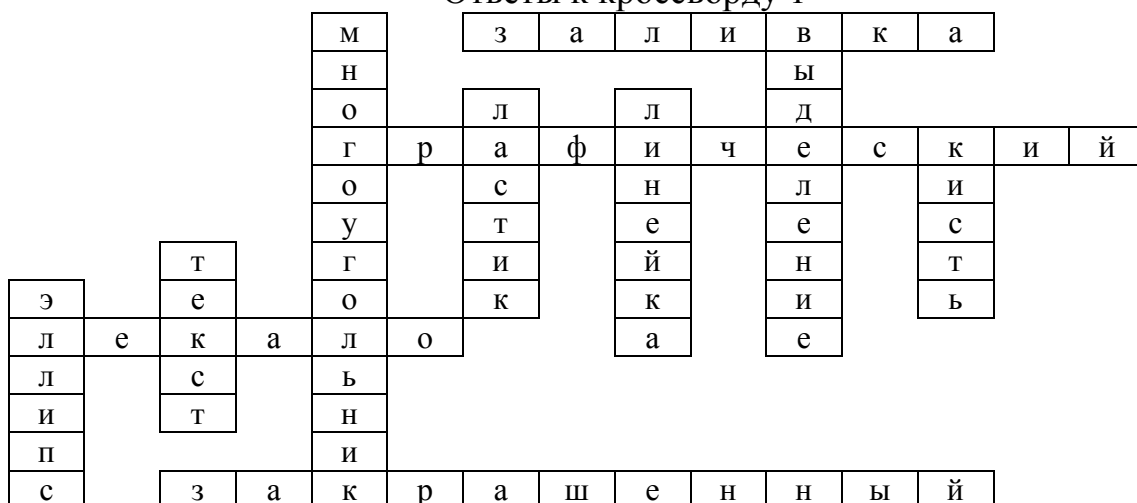 Ответы к кроссворду 1
м з а л и в к а
н ы
о л л д
г р а ф и ч е с к и й
о с н л и
у т е е с
т г и й н т
э е о к к и ь
л е к а л о а е
л с ь
и т н
п и
с з а к р а ш е н н ы й